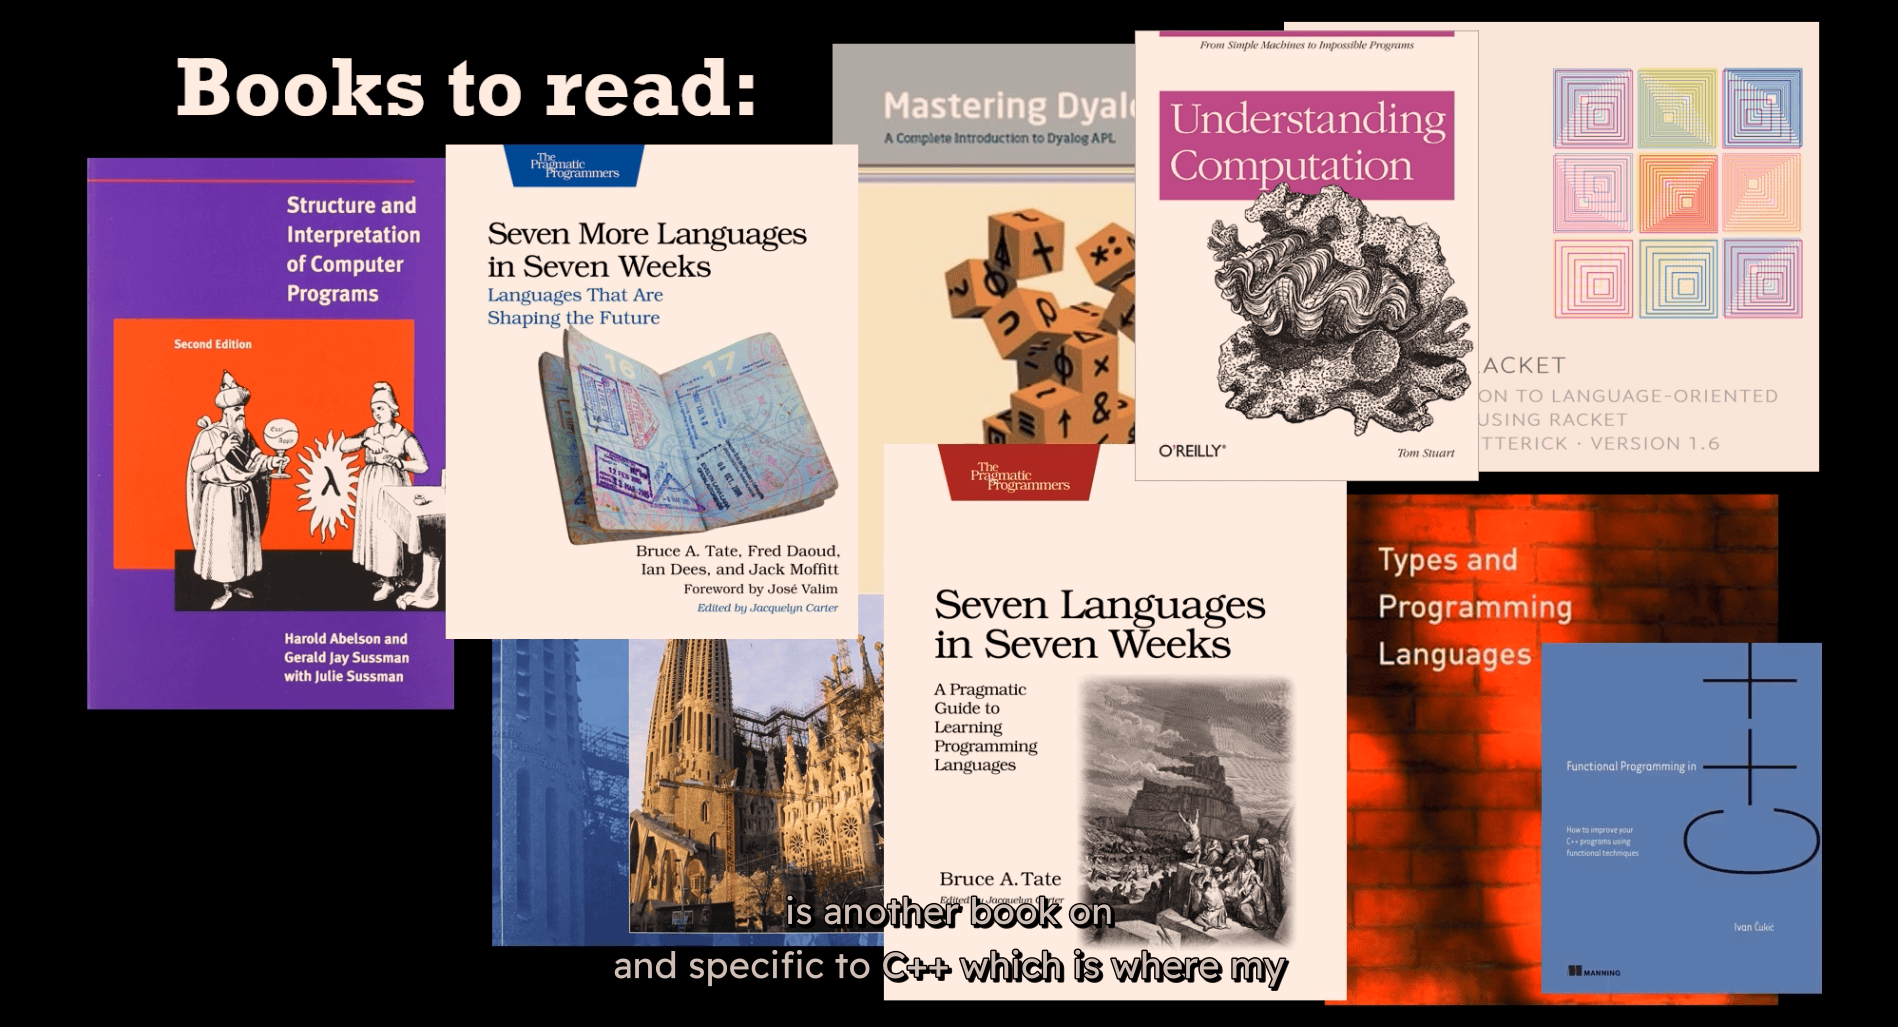 Books to read:
Structure and
Interpretation
of Computer
Programs
Second Edition
Eval
Apply
λ
Harold Abelson and
Gerald Jay Sussman
with Julie Sussman
The
Pragmatic
Programmers
Seven More Languages
in Seven Weeks
Languages That Are
Shaping the Future
16 17
Bruce A. Tate, Fred Daoud,
Ian Dees, and Jack Moffitt
Foreword by José Valim
Edited by Jacquelyn Carter
Mastering Dyalo
A Complete Introduction to Dyalog APL
From Simple Machines to Impossible Programs
Understanding
Computation
O'REILLY®
Tom Stuart
ACKET
ON TO LANGUAGE-ORIENTED
USING RACKET
TTERICK · VERSION 1.6
The
Pragmatic
Programmers
Seven Languages
in Seven Weeks
A Pragmatic
Guide to
Learning
Programming
Languages
Bruce A. Tate
Edited by Jacquelyn Carter
Types and
Programming
Languages
Functional Programming in
C++
How to improve your
C++ programs using
functional techniques
Ivan Čukić
MANNING
is another book on
and specific to C++ which is where my